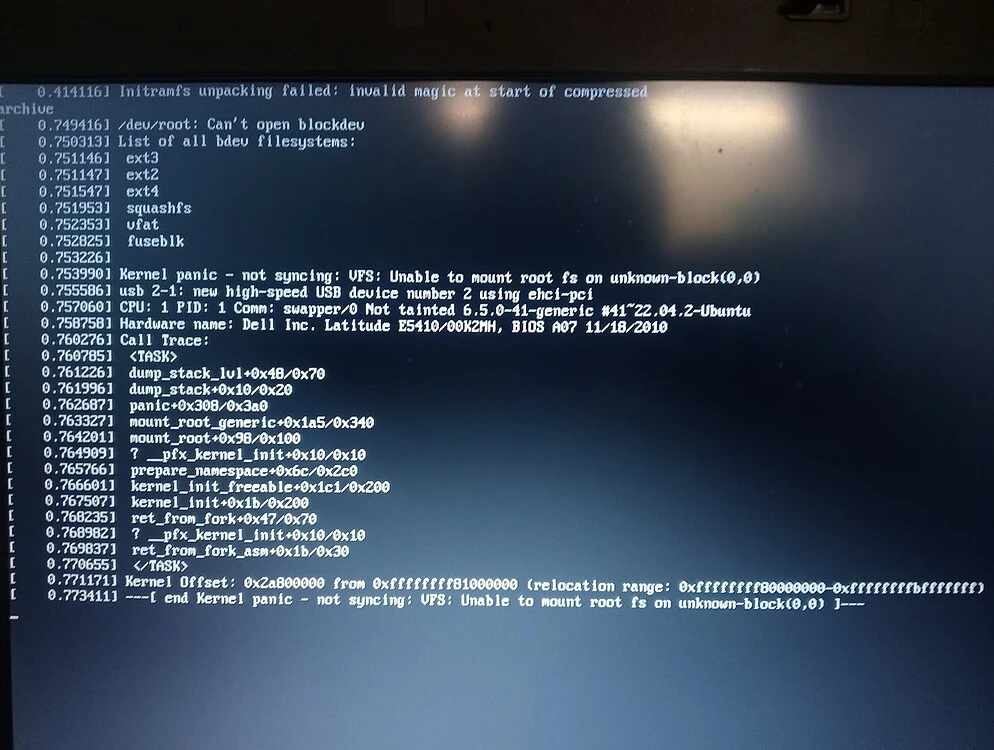 [    0.414116] Initramfs unpacking failed: invalid magic at start of compressed
archive
[    0.749416] /dev/root: Can't open blockdev
[    0.750313] List of all bdev filesystems:
[    0.751146]  ext3
[    0.751147]  ext2
[    0.751547]  ext4
[    0.751953]  squashfs
[    0.752353]  vfat
[    0.752825]  fuseblk
[    0.753226]
[    0.753990] Kernel panic - not syncing: VFS: Unable to mount root fs on unknown-block(0,0)
[    0.755586] usb 2-1: new high-speed USB device number 2 using ehci-pci
[    0.757060] CPU: 1 PID: 1 Comm: swapper/0 Not tainted 6.5.0-41-generic #41~22.04.2-Ubuntu
[    0.758758] Hardware name: Dell Inc. Latitude E5410/00K2MH, BIOS A07 11/18/2010
[    0.760276] Call Trace:
[    0.760785]  <TASK>
[    0.761226]  dump_stack_lvl+0x48/0x70
[    0.761996]  dump_stack+0x10/0x20
[    0.762687]  panic+0x308/0x3a0
[    0.763327]  mount_root_generic+0x1a5/0x340
[    0.764201]  mount_root+0x98/0x100
[    0.764909]  ? __pfx_kernel_init+0x10/0x10
[    0.765766]  prepare_namespace+0x6c/0x2c0
[    0.766601]  kernel_init_freeable+0x1c1/0x200
[    0.767507]  kernel_init+0x1b/0x200
[    0.768235]  ret_from_fork+0x47/0x70
[    0.768982]  ? __pfx_kernel_init+0x10/0x10
[    0.769837]  ret_from_fork_asm+0x1b/0x30
[    0.770655]  </TASK>
[    0.771171] Kernel Offset: 0x2a800000 from 0xffffffff81000000 (relocation range: 0xffffffff80000000-0xffffffffbfffffff)
[    0.773411] ---[ end Kernel panic - not syncing: VFS: Unable to mount root fs on unknown-block(0,0) ]---